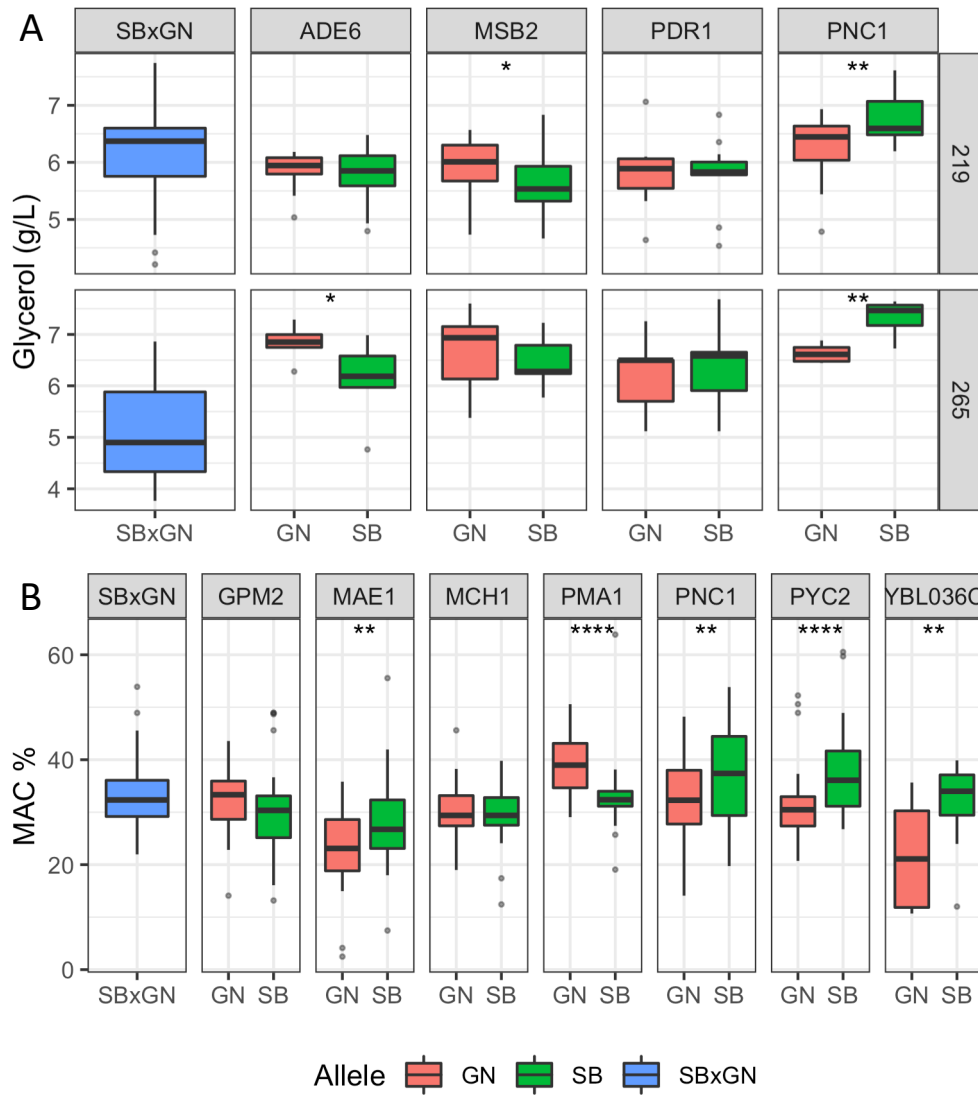 A
SBxGN ADE6 MSB2 PDR1 PNC1
* **
7
6
5
219
* **
7
6
5
4
265
Glycerol (g/L)
SBxGN GN SB GN SB GN SB GN SB
B
SBxGN GPM2 MAE1 MCH1 PMA1 PNC1 PYC2 YBL036C
** **** ** **** **
60
40
20
0
MAC %
SBxGN GN SB GN SB GN SB GN SB GN SB GN SB GN SB
Allele GN SB SBxGN